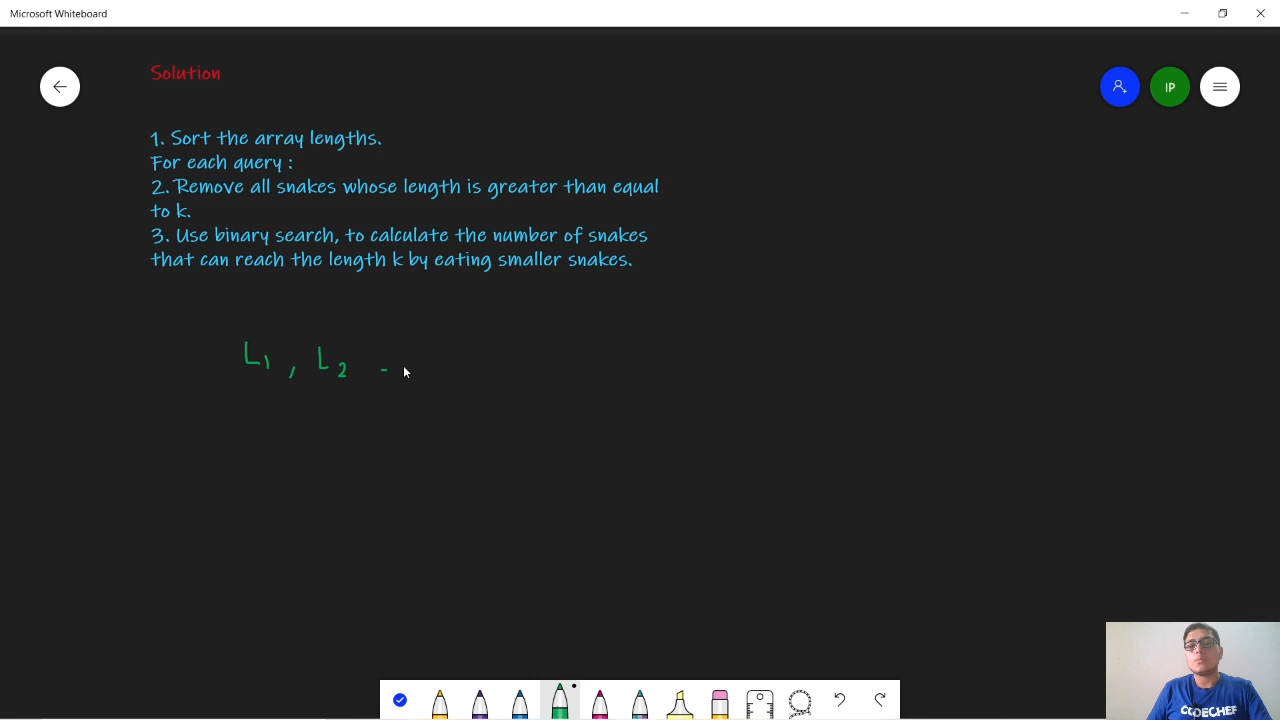 Microsoft Whiteboard
Solution
IP
1. Sort the array lengths.
For each query :
2. Remove all snakes whose length is greater than equal
to k.
3. Use binary search, to calculate the number of snakes
that can reach the length k by eating smaller snakes.
L1 , L2 -
CODECHEF